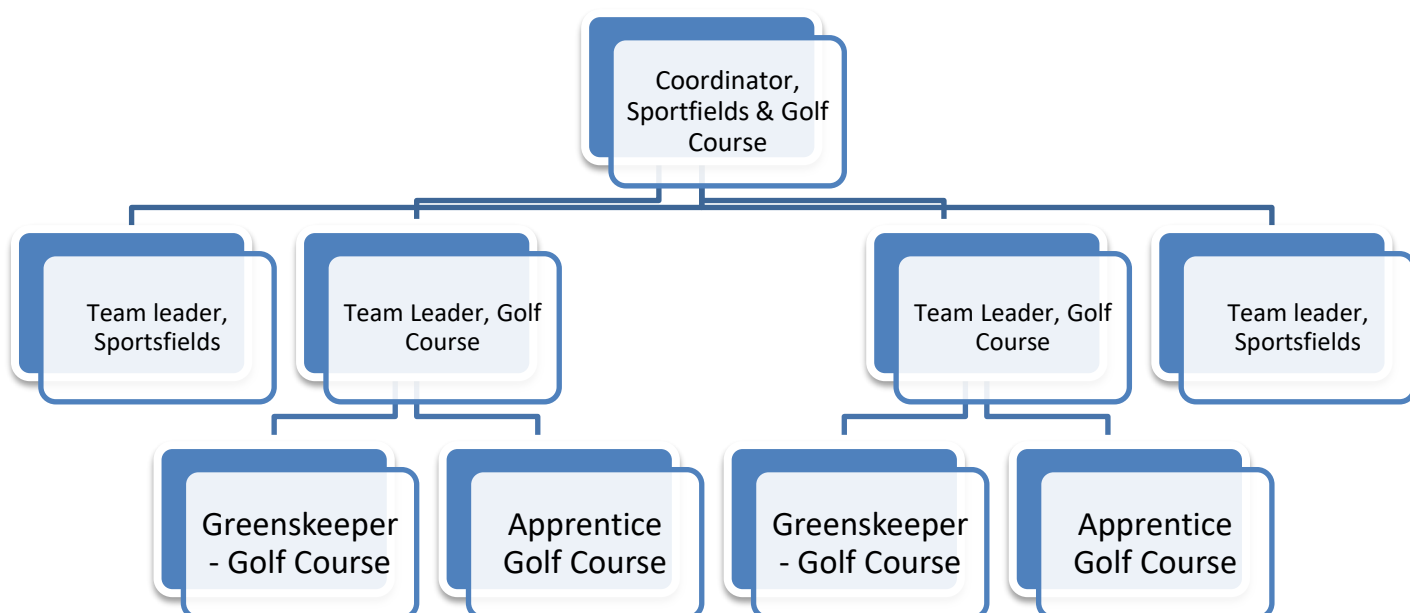 Coordinator,
Sportfields & Golf
Course
Team leader,
Sportsfields
Team Leader, Golf
Course
Team Leader, Golf
Course
Team leader,
Sportsfields
Greenskeeper
- Golf Course
Apprentice
Golf Course
Greenskeeper
- Golf Course
Apprentice
Golf Course